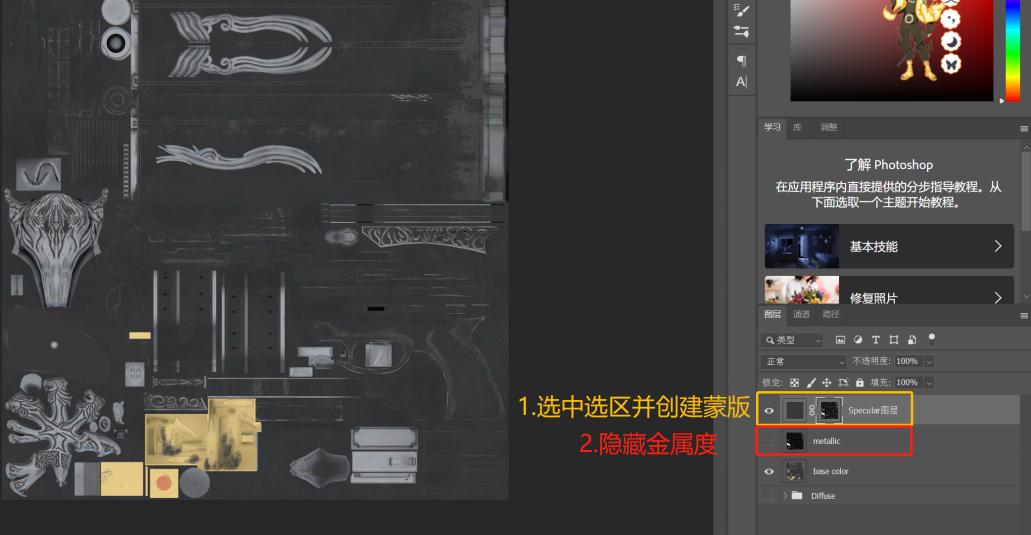 学习 库 调整
了解 Photoshop
在应用程序内直接提供的分步指导教程。从
下面选取一个主题开始教程。
基本技能
修复照片
图层 通道 路径
类型
正常 不透明度: 100%
锁定: 填充: 100%
1.选中选区并创建蒙版
Specular图层
2.隐藏金属度
metallic
base color
Diffuse